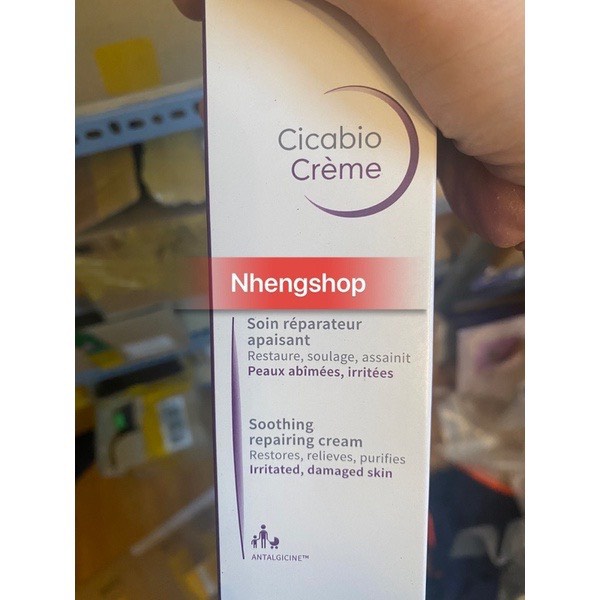 Cicabio
Crème
Nhengshop
Soin réparateur
apaisant
Restaure, soulage, assainit
Peaux abîmées, irritées
Soothing
repairing cream
Restores, relieves, purifies
Irritated, damaged skin
ANTALGICINE™